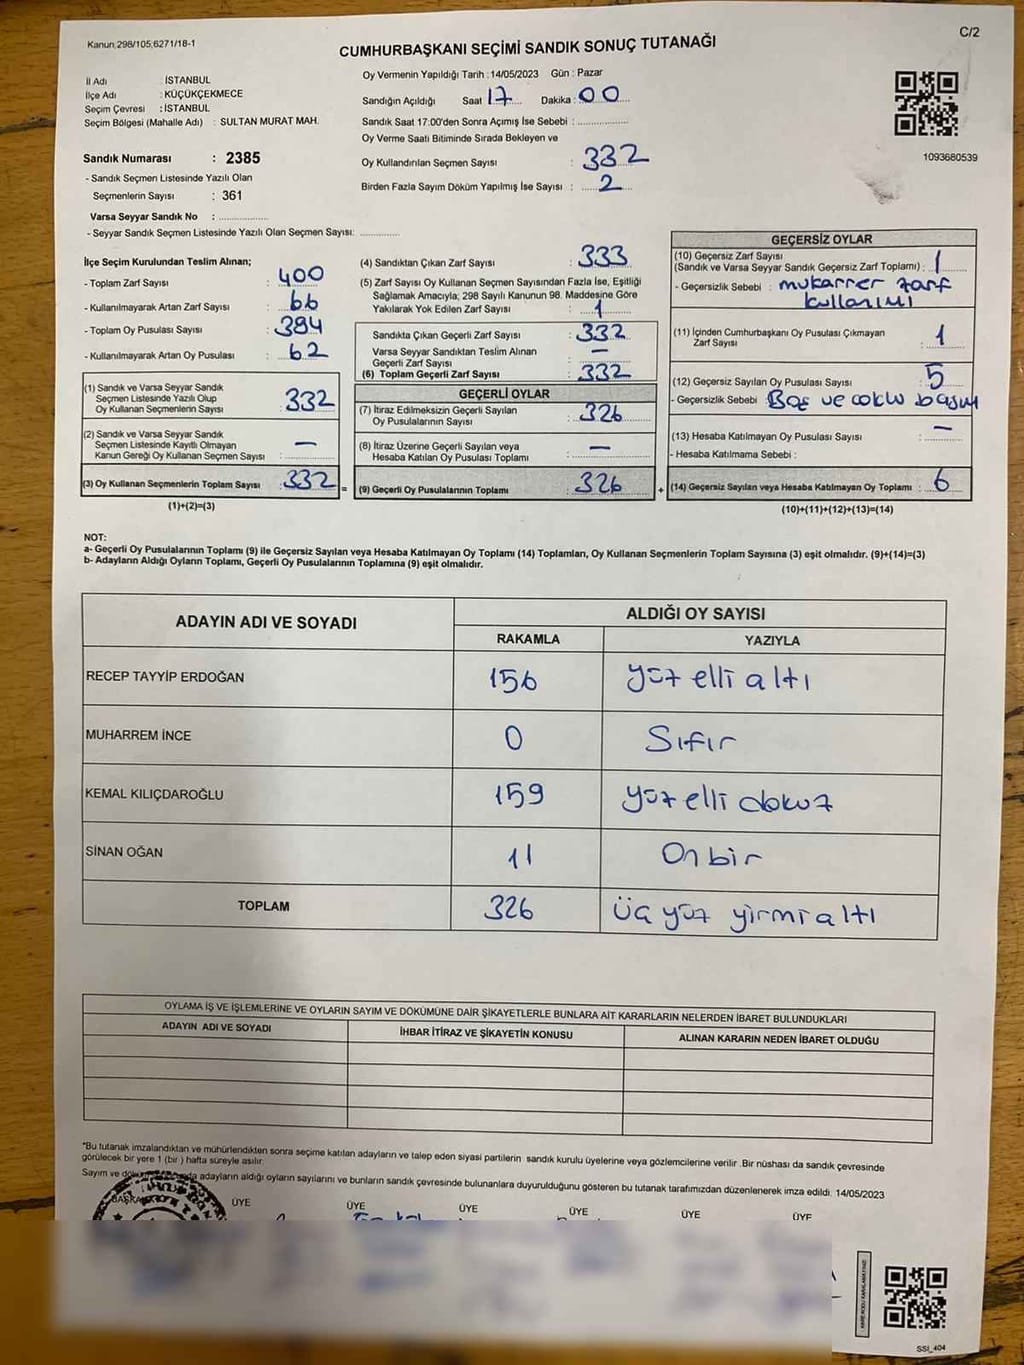 Kanun;298/105;6271/18-1
C/2
CUMHURBAŞKANI SEÇİMİ SANDIK SONUÇ TUTANAĞI
İl Adı : İSTANBUL
İlçe Adı : KÜÇÜKÇEKMECE
Seçim Çevresi : İSTANBUL
Seçim Bölgesi (Mahalle Adı) : SULTAN MURAT MAH.
Sandık Numarası : 2385
- Sandık Seçmen Listesinde Yazılı Olan
Seçmenlerin Sayısı : 361
Varsa Seyyar Sandık No : ..................
- Seyyar Sandık Seçmen Listesinde Yazılı Olan Seçmen Sayısı: ............
Oy Vermenin Yapıldığı Tarih : 14/05/2023 Gün : Pazar
Sandığın Açıldığı Saat 17 Dakika : 00
Sandık Saat 17:00'den Sonra Açımış İse Sebebi : ..............
Oy Verme Saati Bitiminde Sırada Bekleyen ve
Oy Kullandırılan Seçmen Sayısı : 332
Birden Fazla Sayım Döküm Yapılmış İse Sayısı : 2
1093680539
İlçe Seçim Kurulundan Teslim Alınan;
- Toplam Zarf Sayısı : 400
- Kullanılmayarak Artan Zarf Sayısı : 66
- Toplam Oy Pusulası Sayısı : 394
- Kullanılmayarak Artan Oy Pusulası : 62
(1) Sandık ve Varsa Seyyar Sandık
Seçmen Listesinde Yazılı Olup
Oy Kullanan Seçmenlerin Sayısı : 332
(2) Sandık ve Varsa Seyyar Sandık
Seçmen Listesinde Kayıtlı Olmayan
Kanun Gereği Oy Kullanan Seçmen Sayısı : —
(3) Oy Kullanan Seçmenlerin Toplam Sayısı : 332 =
(1)+(2)=(3)
(4) Sandıktan Çıkan Zarf Sayısı : 333
(5) Zarf Sayısı Oy Kullanan Seçmen Sayısından Fazla İse, Eşitliği
Sağlamak Amacıyla; 298 Sayılı Kanunun 98. Maddesine Göre
Yakılarak Yok Edilen Zarf Sayısı : 1
Sandıkta Çıkan Geçerli Zarf Sayısı : 332
Varsa Seyyar Sandıktan Teslim Alınan
Geçerli Zarf Sayısı : —
(6) Toplam Geçerli Zarf Sayısı : 332
GEÇERLİ OYLAR
(7) İtiraz Edilmeksizin Geçerli Sayılan
Oy Pusulalarının Sayısı : 326
(8) İtiraz Üzerine Geçerli Sayılan veya
Hesaba Katılan Oy Pusulası Toplamı : —
(9) Geçerli Oy Pusulalarının Toplamı : 326 +
GEÇERSİZ OYLAR
(10) Geçersiz Zarf Sayısı
(Sandık ve Varsa Seyyar Sandık Geçersiz Zarf Toplamı) : 1
- Geçersizlik Sebebi : mükarrer zarf
kullanımı
(11) İçinden Cumhurbaşkanı Oy Pusulası Çıkmayan
Zarf Sayısı : 1
(12) Geçersiz Sayılan Oy Pusulası Sayısı : 5
- Geçersizlik Sebebi : Boş ve çoklu basım
(13) Hesaba Katılmayan Oy Pusulası Sayısı : —
- Hesaba Katılmama Sebebi :
(14) Geçersiz Sayılan veya Hesaba Katılmayan Oy Toplamı : 6
(10)+(11)+(12)+(13)=(14)
NOT:
a- Geçerli Oy Pusulalarının Toplamı (9) ile Geçersiz Sayılan veya Hesaba Katılmayan Oy Toplamı (14) Toplamları, Oy Kullanan Seçmenlerin Toplam Sayısına (3) eşit olmalıdır. (9)+(14)=(3)
b- Adayların Aldığı Oyların Toplamı, Geçerli Oy Pusulalarının Toplamına (9) eşit olmalıdır.
ADAYIN ADI VE SOYADI ALDIĞI OY SAYISI
RAKAMLA YAZIYLA
RECEP TAYYİP ERDOĞAN 156 yüz elli altı
MUHARREM İNCE 0 Sıfır
KEMAL KILIÇDAROĞLU 159 yüz elli dokuz
SİNAN OĞAN 11 On bir
TOPLAM 326 Üç yüz yirmi altı
OYLAMA İŞ VE İŞLEMLERİNE VE OYLARIN SAYIM VE DÖKÜMÜNE DAİR ŞİKAYETLERLE BUNLARA AİT KARARLARIN NELERDEN İBARET BULUNDUKLARI
ADAYIN ADI VE SOYADI İHBAR İTİRAZ VE ŞİKAYETİN KONUSU ALINAN KARARIN NEDEN İBARET OLDUĞU
"Bu tutanak imzalandıktan ve mühürlendikten sonra seçime katılan adayların ve talep eden siyasi partilerin sandık kurulu üyelerine veya gözlemcilerine verilir .Bir nüshası da sandık çevresinde
görülecek bir yere 1 (bir ) hafta süreyle asılır.
Sayım ve adayların aldığı oyların sayılarını ve bunların sandık çevresinde bulunanlara duyurulduğunu gösteren bu tutanak tarafımızdan düzenlenerek imza edildi. 14/05/2023
BAŞKAN ÜYE ÜYE ÜYE ÜYE ÜYE ÜYE
SSI_404